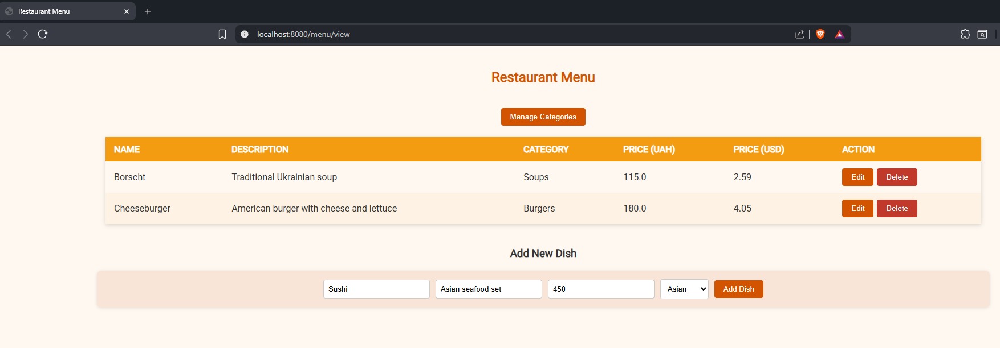 Restaurant Menu
localhost:8080/menu/view
Restaurant Menu
Manage Categories
NAME DESCRIPTION CATEGORY PRICE (UAH) PRICE (USD) ACTION
Borscht Traditional Ukrainian soup Soups 115.0 2.59 Edit Delete
Cheeseburger American burger with cheese and lettuce Burgers 180.0 4.05 Edit Delete
Add New Dish
Sushi Asian seafood set 450 Asian Add Dish